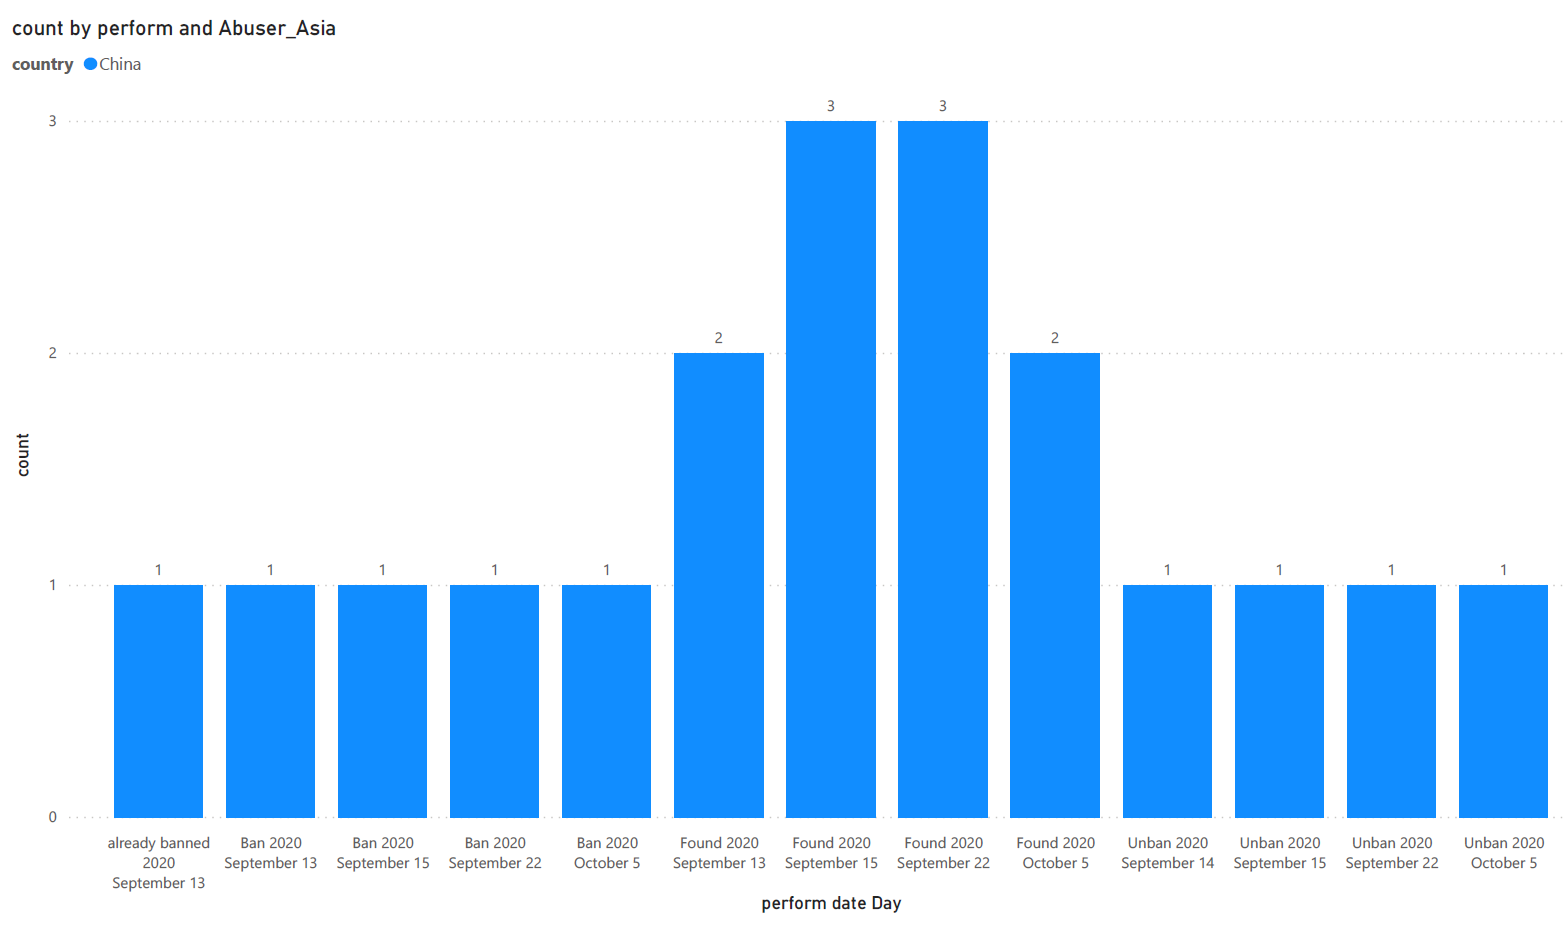 count by perform and Abuser_Asia
country China
3 3
3
2 2
2
1 1 1 1 1 1 1 1 1
1
count
0
already banned 2020 September 13
Ban 2020 September 13
Ban 2020 September 15
Ban 2020 September 22
Ban 2020 October 5
Found 2020 September 13
Found 2020 September 15
Found 2020 September 22
Found 2020 October 5
Unban 2020 September 14
Unban 2020 September 15
Unban 2020 September 22
Unban 2020 October 5
perform date Day